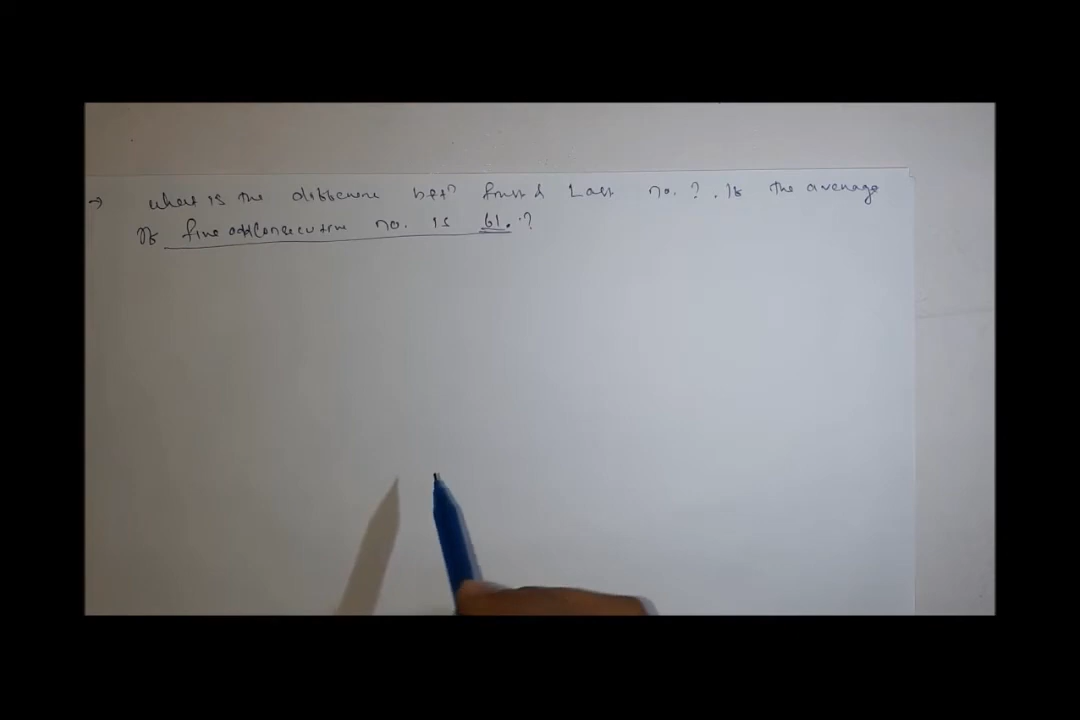 → What is the difference betn first & Last no. ? . If the average
Of five odd consecutive no. is 61. ?